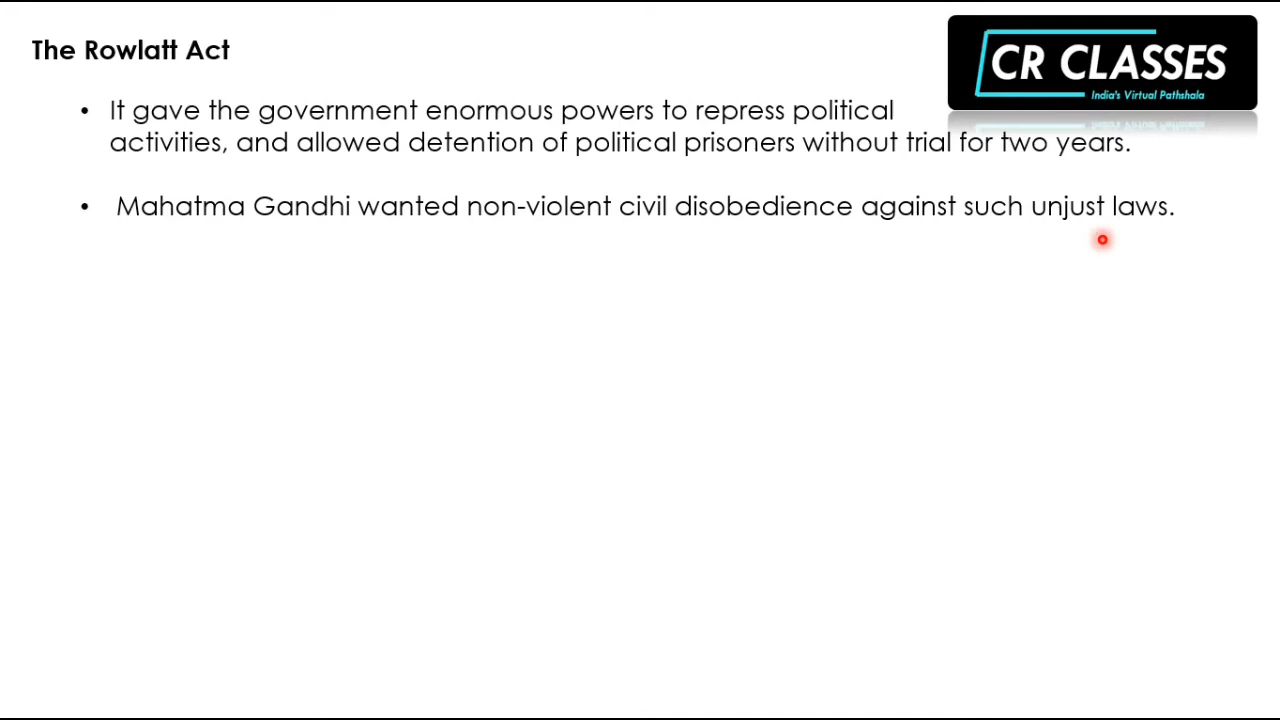 The Rowlatt Act
CR CLASSES
India's Virtual Pathshala
• It gave the government enormous powers to repress political
activities, and allowed detention of political prisoners without trial for two years.
• Mahatma Gandhi wanted non-violent civil disobedience against such unjust laws.